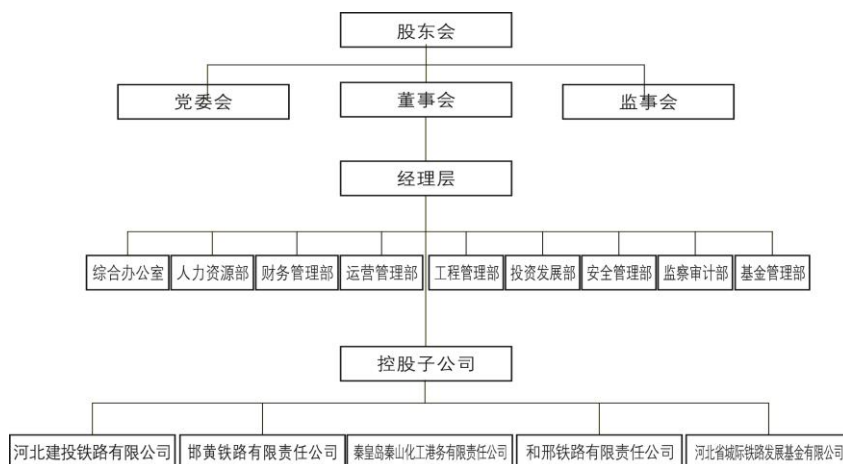 股东会
党委会
董事会
监事会
经理层
综合办公室
人力资源部
财务管理部
运营管理部
工程管理部
投资发展部
安全管理部
监察审计部
基金管理部
控股子公司
河北建投铁路有限公司
邯黄铁路有限责任公司
秦皇岛秦山化工港务有限责任公司
和邢铁路有限责任公司
河北省城际铁路发展基金有限公司